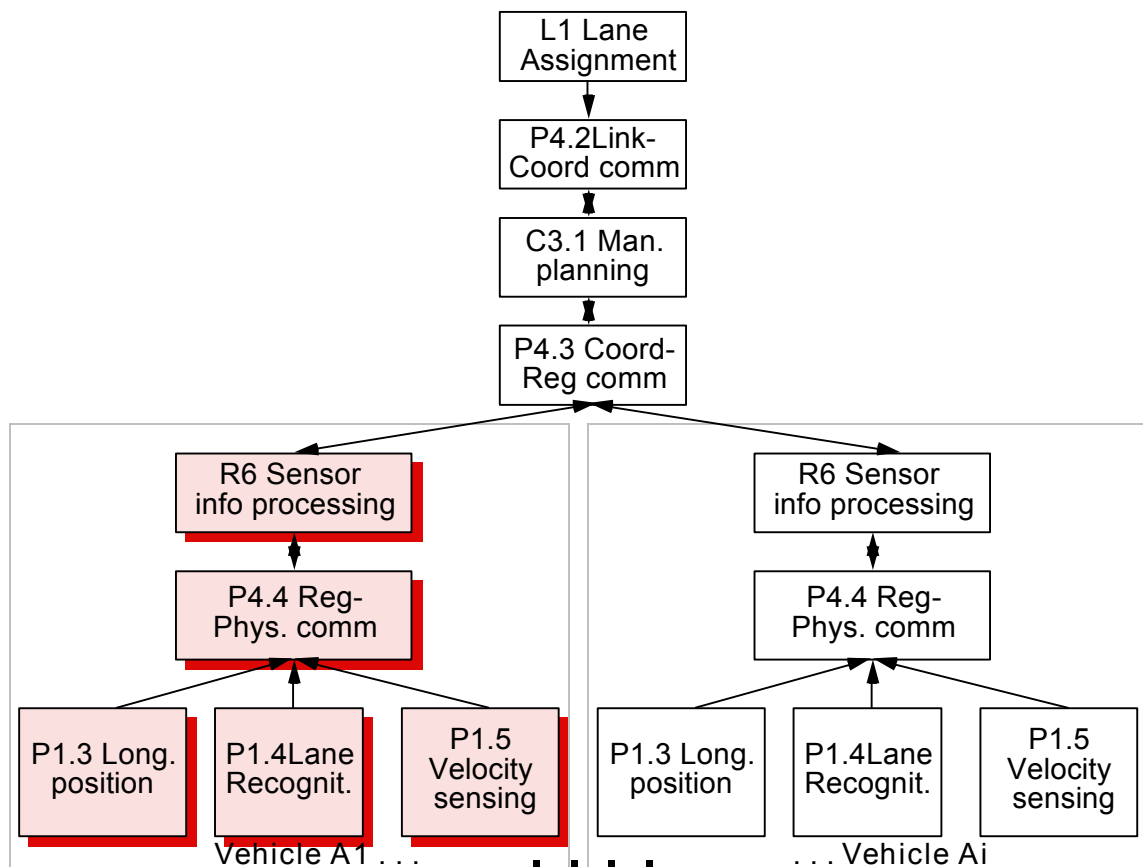 L1 Lane
Assignment
P4.2Link-
Coord comm
C3.1 Man.
planning
P4.3 Coord-
Reg comm
R6 Sensor
info processing
P4.4 Reg-
Phys. comm
P1.3 Long.
position
P1.4Lane
Recognit.
P1.5
Velocity
sensing
Vehicle A1 . . .
R6 Sensor
info processing
P4.4 Reg-
Phys. comm
P1.3 Long.
position
P1.4Lane
Recognit.
P1.5
Velocity
sensing
. . . Vehicle Ai